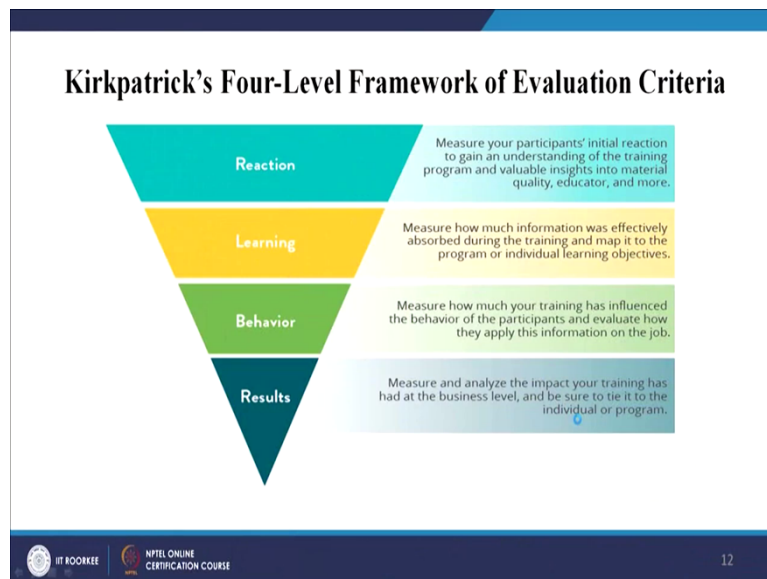 Kirkpatrick's Four-Level Framework of Evaluation Criteria
Reaction
Measure your participants' initial reaction
to gain an understanding of the training
program and valuable insights into material
quality, educator, and more.
Learning
Measure how much information was effectively
absorbed during the training and map it to the
program or individual learning objectives.
Behavior
Measure how much your training has influenced
the behavior of the participants and evaluate how
they apply this information on the job.
Results
Measure and analyze the impact your training has
had at the business level, and be sure to tie it to the
individual or program.
IIT ROORKEE
NPTEL ONLINE
CERTIFICATION COURSE
12